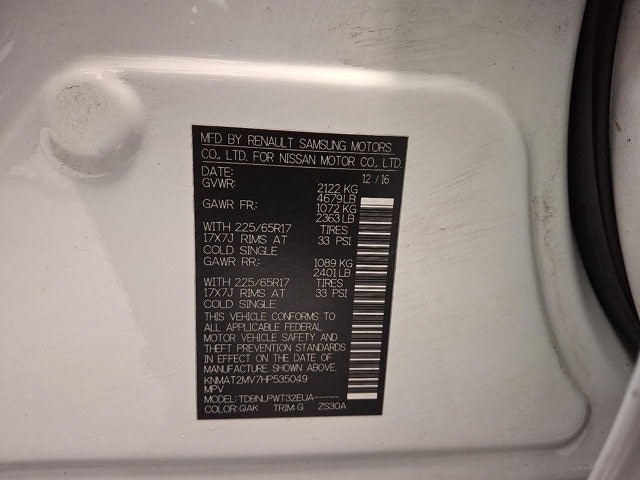 MFD BY RENAULT SAMSUNG MOTORS
CO., LTD. FOR NISSAN MOTOR CO., LTD.
DATE: 12 / 16
GVWR: 2122 KG
4679LB
GAWR FR: 1072 KG
2363LB
WITH 225/65R17 TIRES
17X7J RIMS AT 33 PSI
COLD SINGLE
GAWR RR: 1089 KG
2401LB
WITH 225/65R17 TIRES
17X7J RIMS AT 33 PSI
COLD SINGLE
THIS VEHICLE CONFORMS TO
ALL APPLICABLE FEDERAL
MOTOR VEHICLE SAFETY AND
THEFT PREVENTION STANDARDS
IN EFFECT ON THE DATE OF
MANUFACTURE SHOWN ABOVE.
KNMAT2MV7HP535049
MPV
MODEL: TDBNLPWT32EUA-----
COLOR: QAK TRIM: G ZS30A